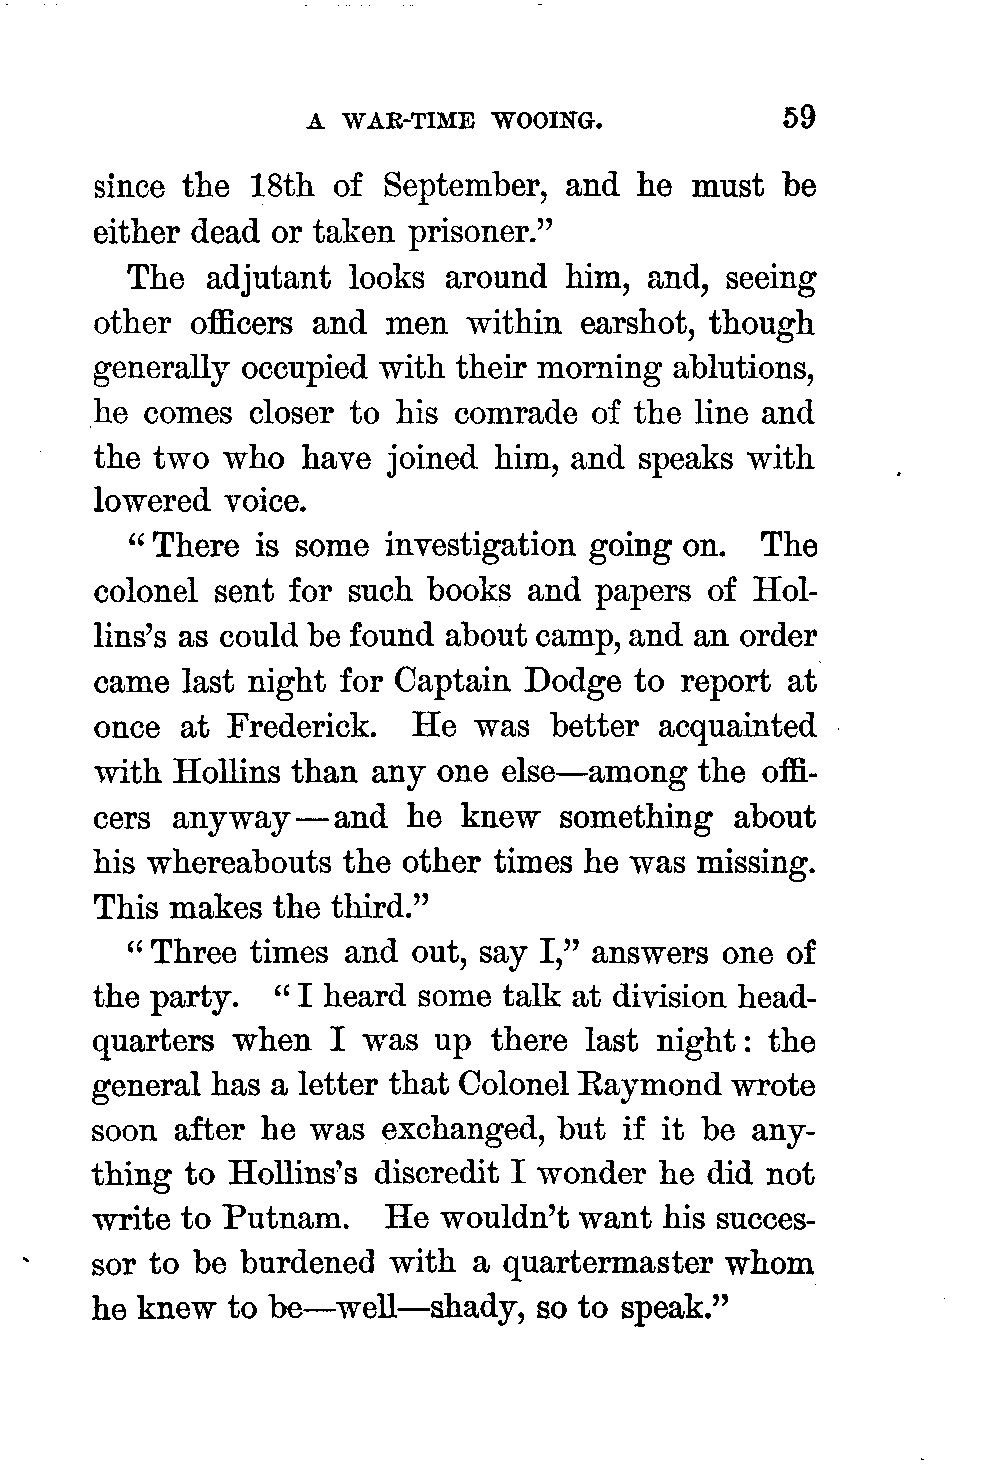 A WAR-TIME WOOING. 59
since the 18th of September, and he must be
either dead or taken prisoner.”
The adjutant looks around him, and, seeing
other officers and men within earshot, though
generally occupied with their morning ablutions,
he comes closer to his comrade of the line and
the two who have joined him, and speaks with
lowered voice.
“There is some investigation going on. The
colonel sent for such books and papers of Hol-
lins’s as could be found about camp, and an order
came last night for Captain Dodge to report at
once at Frederick. He was better acquainted
with Hollins than any one else—among the offi-
cers anyway—and he knew something about
his whereabouts the other times he was missing.
This makes the third.”
“Three times and out, say I,” answers one of
the party. “I heard some talk at division head-
quarters when I was up there last night: the
general has a letter that Colonel Raymond wrote
soon after he was exchanged, but if it be any-
thing to Hollins’s discredit I wonder he did not
write to Putnam. He wouldn’t want his succes-
sor to be burdened with a quartermaster whom
he knew to be—well—shady, so to speak.”